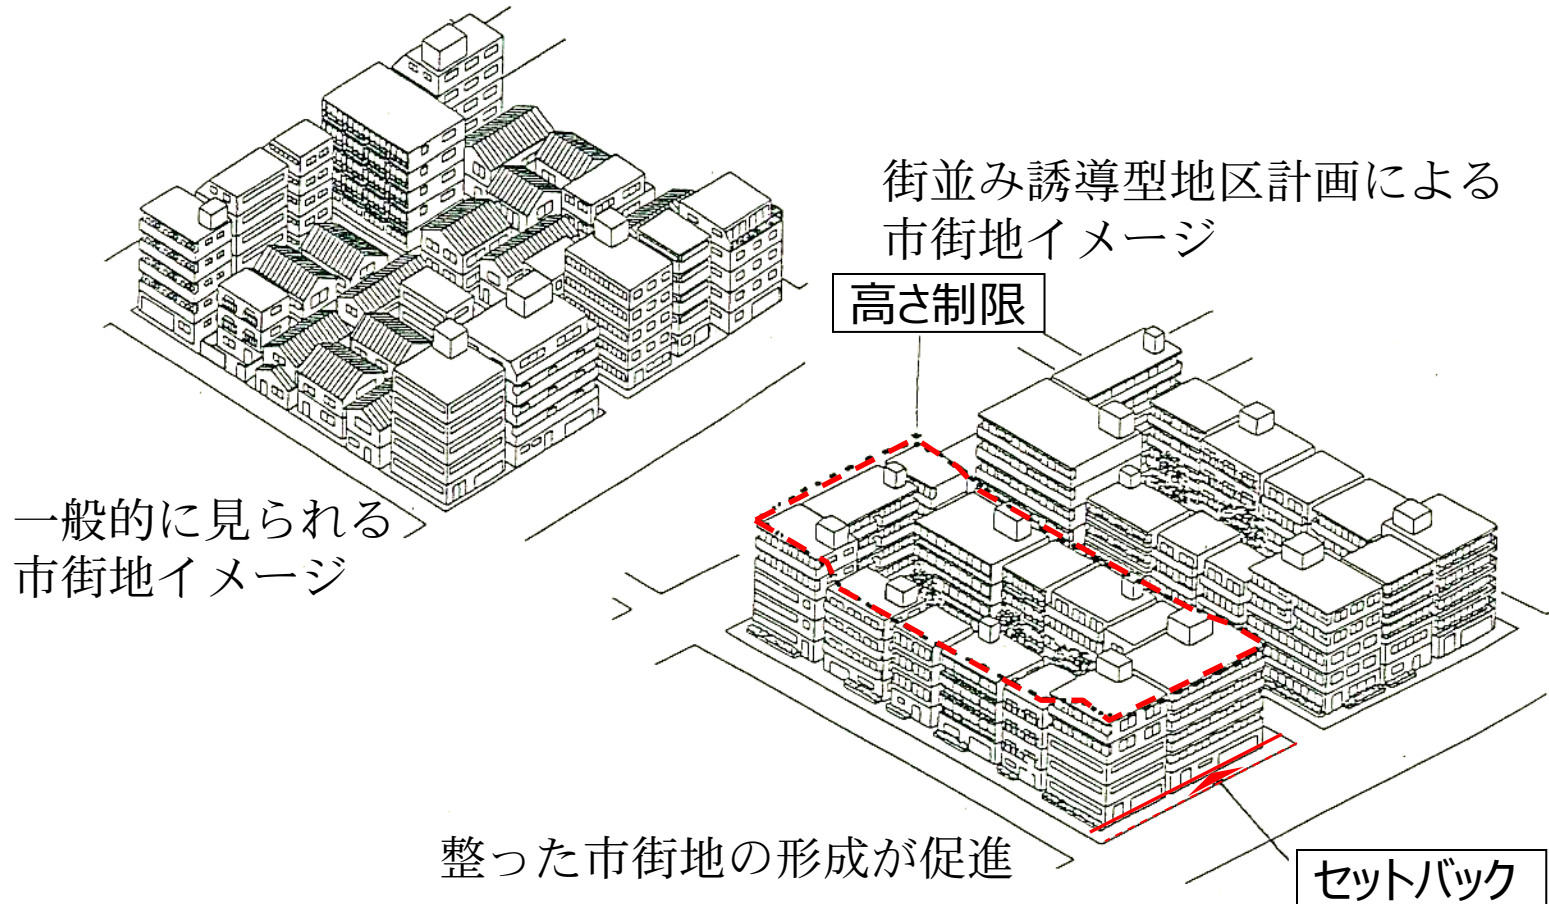 街並み誘導型地区計画による
市街地イメージ
高さ制限
一般的に見られる
市街地イメージ
整った市街地の形成が促進
セットバック